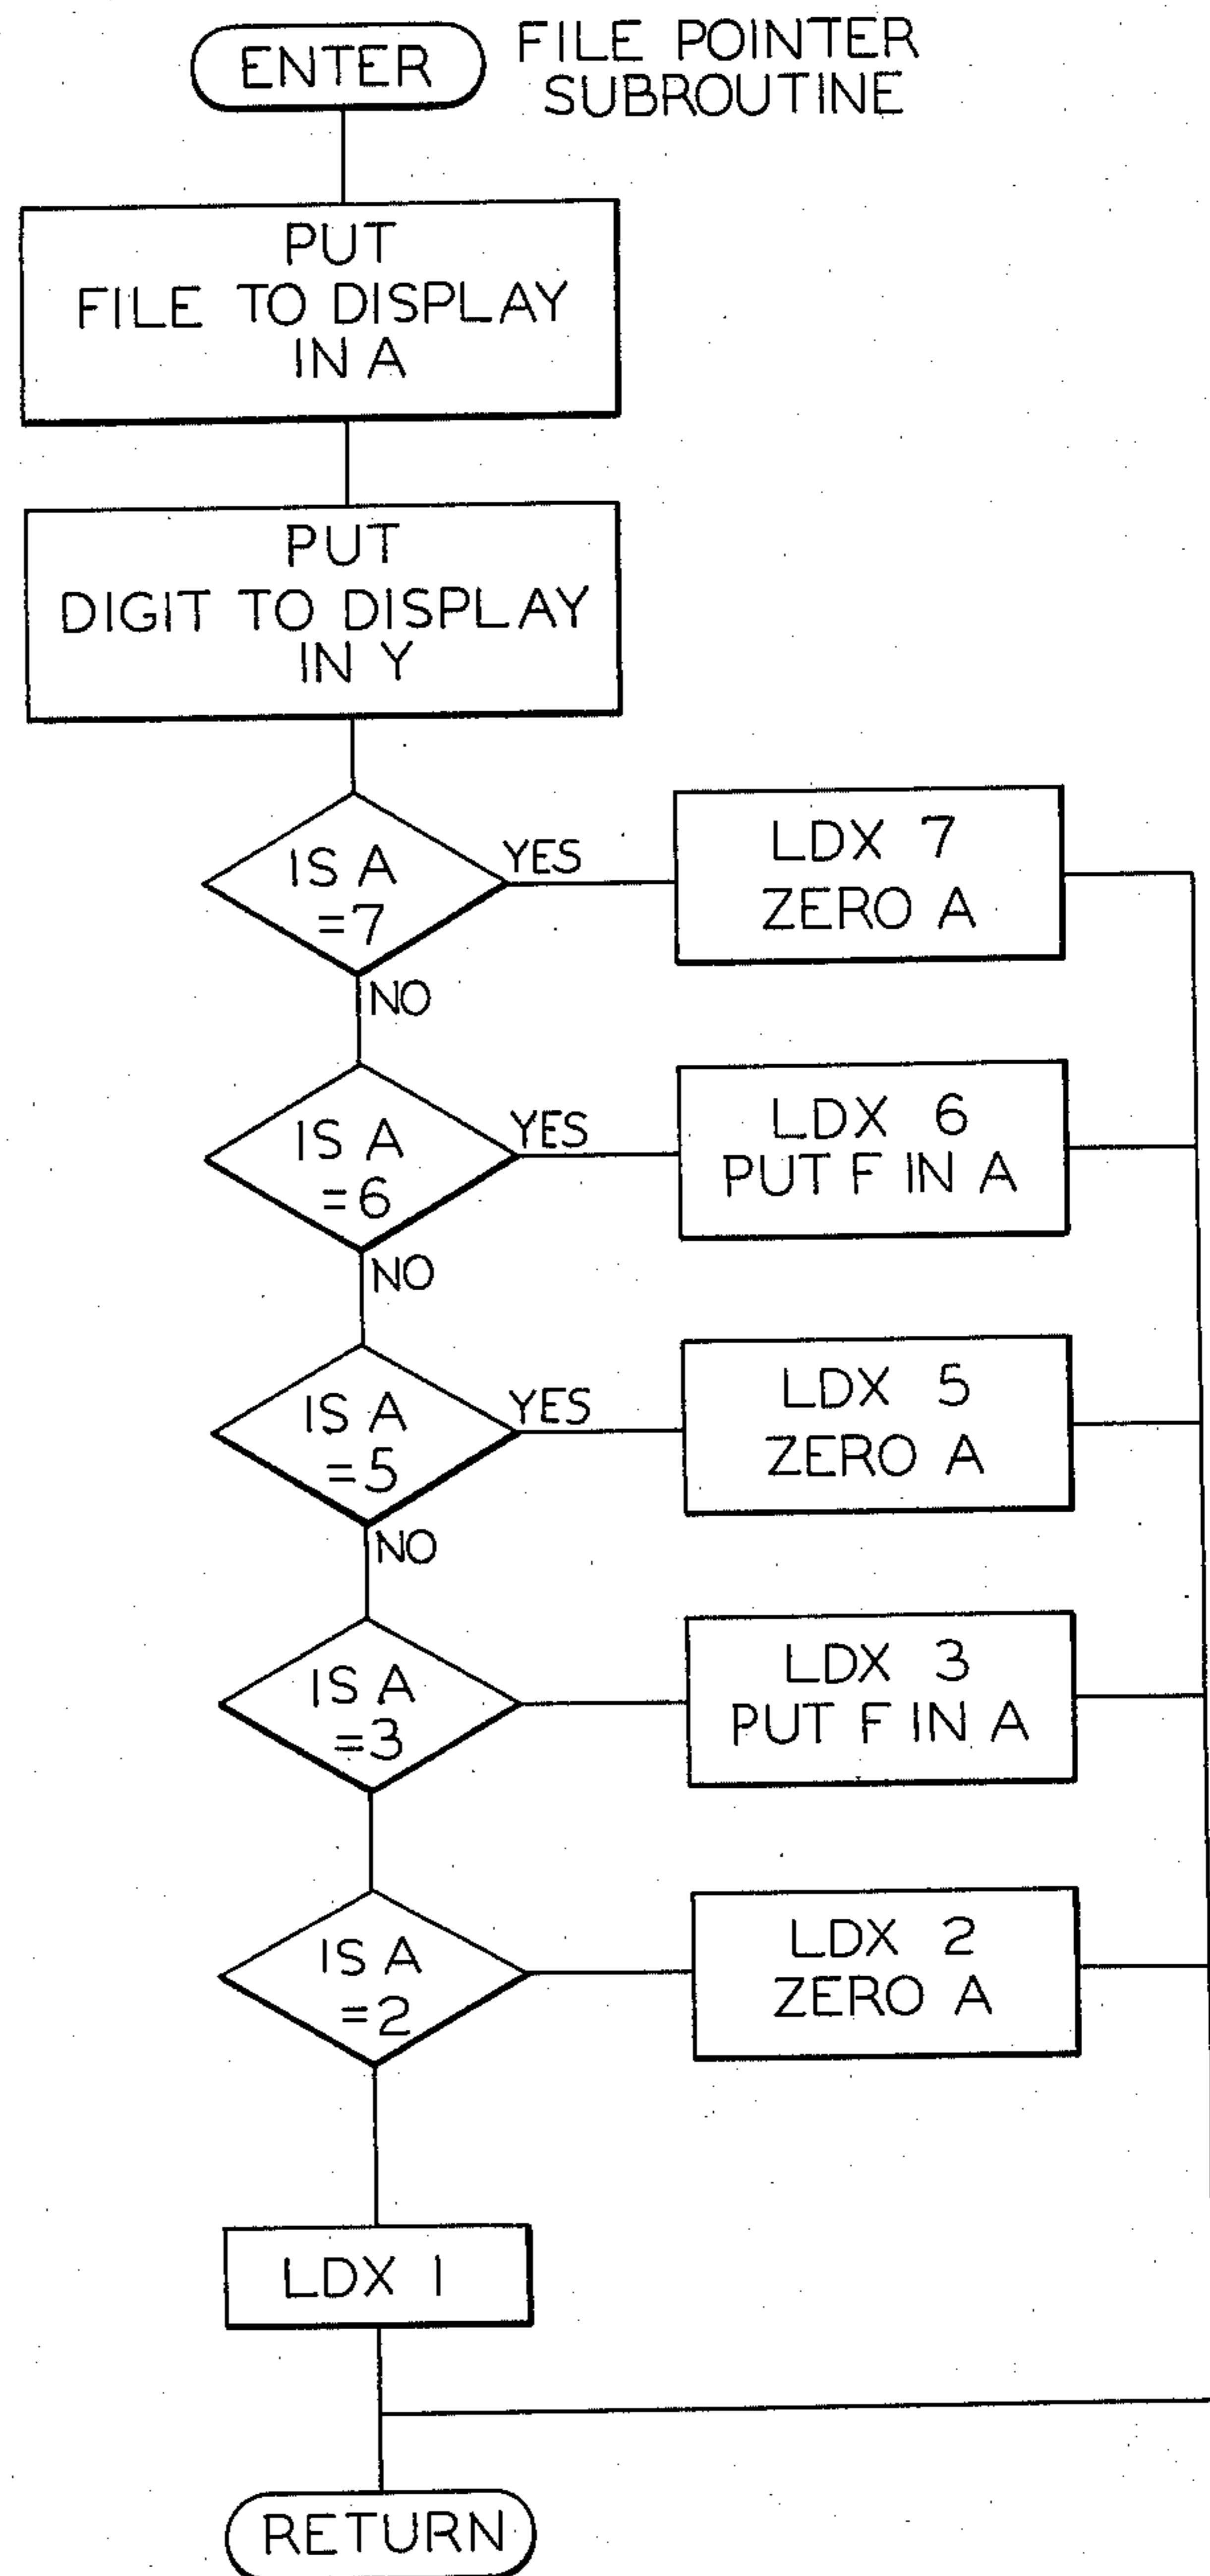 ENTER
FILE POINTER
SUBROUTINE
PUT
FILE TO DISPLAY
IN A
PUT
DIGIT TO DISPLAY
IN Y
IS A
=7
YES
LDX 7
ZERO A
NO
IS A
=6
YES
LDX 6
PUT F IN A
NO
IS A
=5
YES
LDX 5
ZERO A
NO
IS A
=3
LDX 3
PUT F IN A
IS A
=2
LDX 2
ZERO A
LDX 1
RETURN